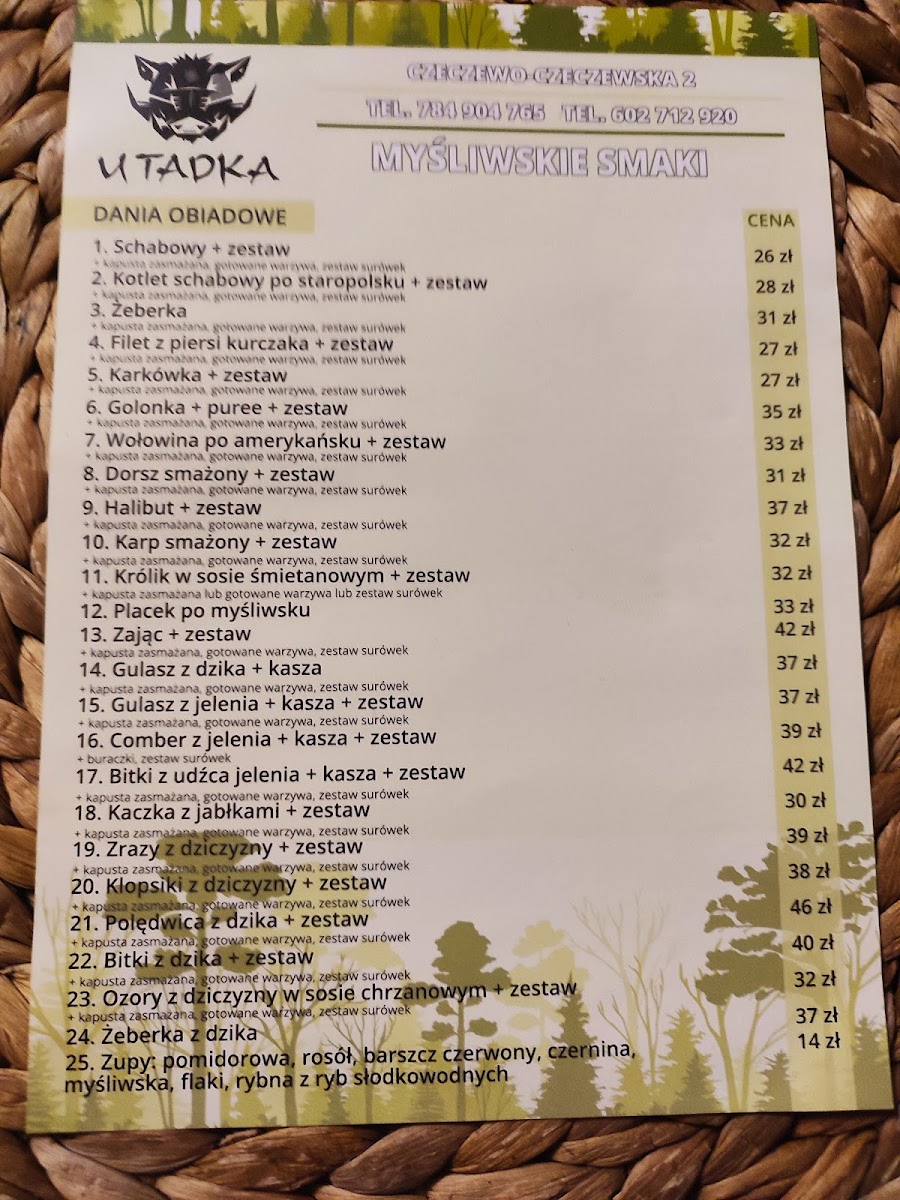 CZECZEWO-CZECZEWSKA 2
TEL. 784 904 765 TEL. 602 712 920
U TADKA
MYŚLIWSKIE SMAKI
DANIA OBIADOWE CENA
1. Schabowy + zestaw 26 zł
+ kapusta zasmażana, gotowane warzywa, zestaw surówek
2. Kotlet schabowy po staropolsku + zestaw 28 zł
+ kapusta zasmażana, gotowane warzywa, zestaw surówek
3. Żeberka 31 zł
+ kapusta zasmażana, gotowane warzywa, zestaw surówek
4. Filet z piersi kurczaka + zestaw 27 zł
+ kapusta zasmażana, gotowane warzywa, zestaw surówek
5. Karkówka + zestaw 27 zł
+ kapusta zasmażana, gotowane warzywa, zestaw surówek
6. Golonka + puree + zestaw 35 zł
+ kapusta zasmażana, gotowane warzywa, zestaw surówek
7. Wołowina po amerykańsku + zestaw 33 zł
+ kapusta zasmażana, gotowane warzywa, zestaw surówek
8. Dorsz smażony + zestaw 31 zł
+ kapusta zasmażana, gotowane warzywa, zestaw surówek
9. Halibut + zestaw 37 zł
+ kapusta zasmażana, gotowane warzywa, zestaw surówek
10. Karp smażony + zestaw 32 zł
+ kapusta zasmażana, gotowane warzywa, zestaw surówek
11. Królik w sosie śmietanowym + zestaw 32 zł
+ kapusta zasmażana lub gotowane warzywa lub zestaw surówek
12. Placek po myśliwsku 33 zł
13. Zając + zestaw 42 zł
+ kapusta zasmażana, gotowane warzywa, zestaw surówek
14. Gulasz z dzika + kasza 37 zł
+ kapusta zasmażana, gotowane warzywa, zestaw surówek
15. Gulasz z jelenia + kasza + zestaw 37 zł
+ kapusta zasmażana, gotowane warzywa, zestaw surówek
16. Comber z jelenia + kasza + zestaw 39 zł
+ buraczki, zestaw surówek
17. Bitki z udźca jelenia + kasza + zestaw 42 zł
+ kapusta zasmażana, gotowane warzywa, zestaw surówek
18. Kaczka z jabłkami + zestaw 30 zł
+ kapusta zasmażana, gotowane warzywa, zestaw surówek
19. Zrazy z dziczyzny + zestaw 39 zł
+ kapusta zasmażana, gotowane warzywa, zestaw surówek
20. Klopsiki z dziczyzny + zestaw 38 zł
+ kapusta zasmażana, gotowane warzywa, zestaw surówek
21. Polędwica z dzika + zestaw 46 zł
+ kapusta zasmażana, gotowane warzywa, zestaw surówek
22. Bitki z dzika + zestaw 40 zł
+ kapusta zasmażana, gotowane warzywa, zestaw surówek
23. Ozory z dziczyzny w sosie chrzanowym + zestaw 32 zł
+ kapusta zasmażana, gotowane warzywa, zestaw surówek
24. Żeberka z dzika 37 zł
25. Zupy: pomidorowa, rosół, barszcz czerwony, czernina, 14 zł
myśliwska, flaki, rybna z ryb słodkowodnych